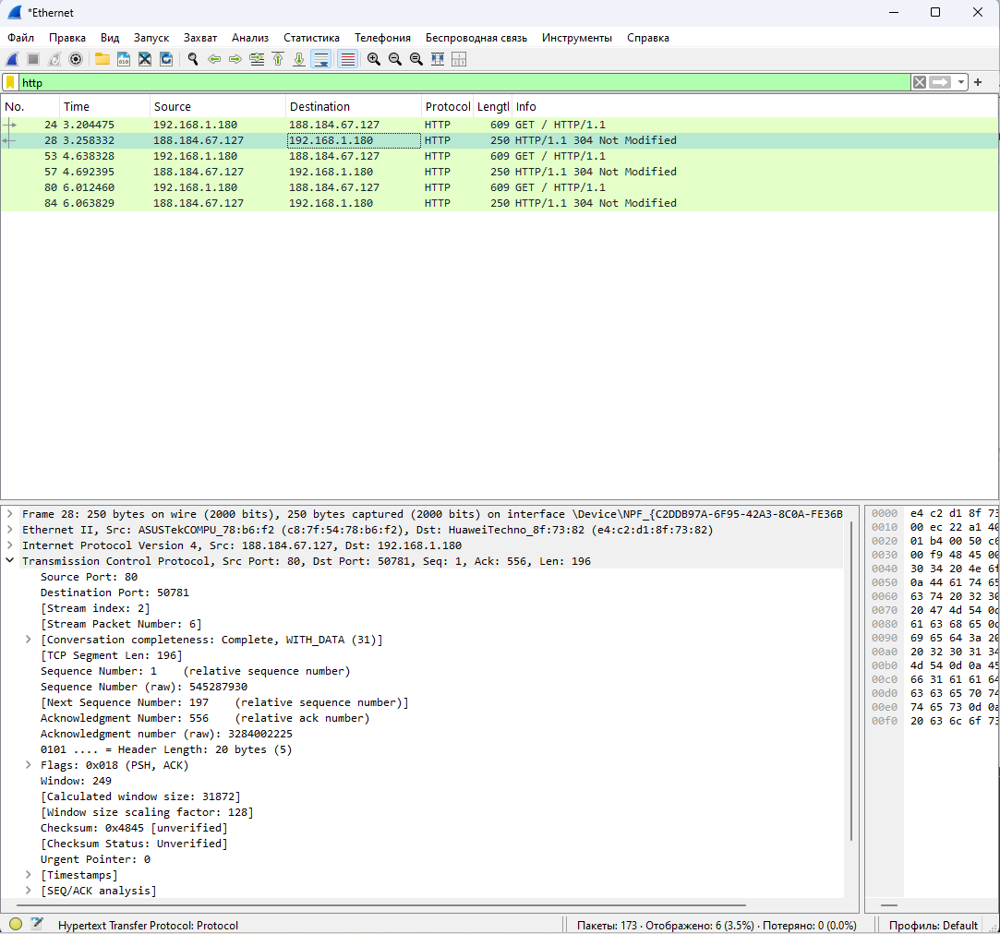 *Ethernet
Файл Правка Вид Запуск Захват Анализ Статистика Телефония Беспроводная связь Инструменты Справка
http
No. Time Source Destination Protocol Lengtl Info
24 3.204475 192.168.1.180 188.184.67.127 HTTP 609 GET / HTTP/1.1
28 3.258332 188.184.67.127 192.168.1.180 HTTP 250 HTTP/1.1 304 Not Modified
53 4.638328 192.168.1.180 188.184.67.127 HTTP 609 GET / HTTP/1.1
57 4.692395 188.184.67.127 192.168.1.180 HTTP 250 HTTP/1.1 304 Not Modified
80 6.012460 192.168.1.180 188.184.67.127 HTTP 609 GET / HTTP/1.1
84 6.063829 188.184.67.127 192.168.1.180 HTTP 250 HTTP/1.1 304 Not Modified
Frame 28: 250 bytes on wire (2000 bits), 250 bytes captured (2000 bits) on interface \Device\NPF_{C2DDB97A-6F95-42A3-8C0A-FE36B
Ethernet II, Src: ASUSTekCOMPU_78:b6:f2 (c8:7f:54:78:b6:f2), Dst: HuaweiTechno_8f:73:82 (e4:c2:d1:8f:73:82)
Internet Protocol Version 4, Src: 188.184.67.127, Dst: 192.168.1.180
Transmission Control Protocol, Src Port: 80, Dst Port: 50781, Seq: 1, Ack: 556, Len: 196
Source Port: 80
Destination Port: 50781
[Stream index: 2]
[Stream Packet Number: 6]
[Conversation completeness: Complete, WITH_DATA (31)]
[TCP Segment Len: 196]
Sequence Number: 1 (relative sequence number)
Sequence Number (raw): 545287930
[Next Sequence Number: 197 (relative sequence number)]
Acknowledgment Number: 556 (relative ack number)
Acknowledgment number (raw): 3284002225
0101 .... = Header Length: 20 bytes (5)
Flags: 0x018 (PSH, ACK)
Window: 249
[Calculated window size: 31872]
[Window size scaling factor: 128]
Checksum: 0x4845 [unverified]
[Checksum Status: Unverified]
Urgent Pointer: 0
[Timestamps]
[SEQ/ACK analysis]
0000 e4 c2 d1 8f 73
0010 00 ec 22 a1 40
0020 01 b4 00 50 c6
0030 00 f9 48 45 00
0040 30 34 20 4e 6f
0050 0a 44 61 74 65
0060 63 74 20 32 30
0070 20 47 4d 54 0d
0080 61 63 68 65 0d
0090 69 65 64 3a 20
00a0 20 32 30 31 34
00b0 4d 54 0d 0a 45
00c0 66 31 61 61 64
00d0 63 63 65 70 74
00e0 74 65 73 0d 0a
00f0 20 63 6c 6f 73
Hypertext Transfer Protocol: Protocol
Пакеты: 173 · Отображено: 6 (3.5%) · Потеряно: 0 (0.0%)
Профиль: Default